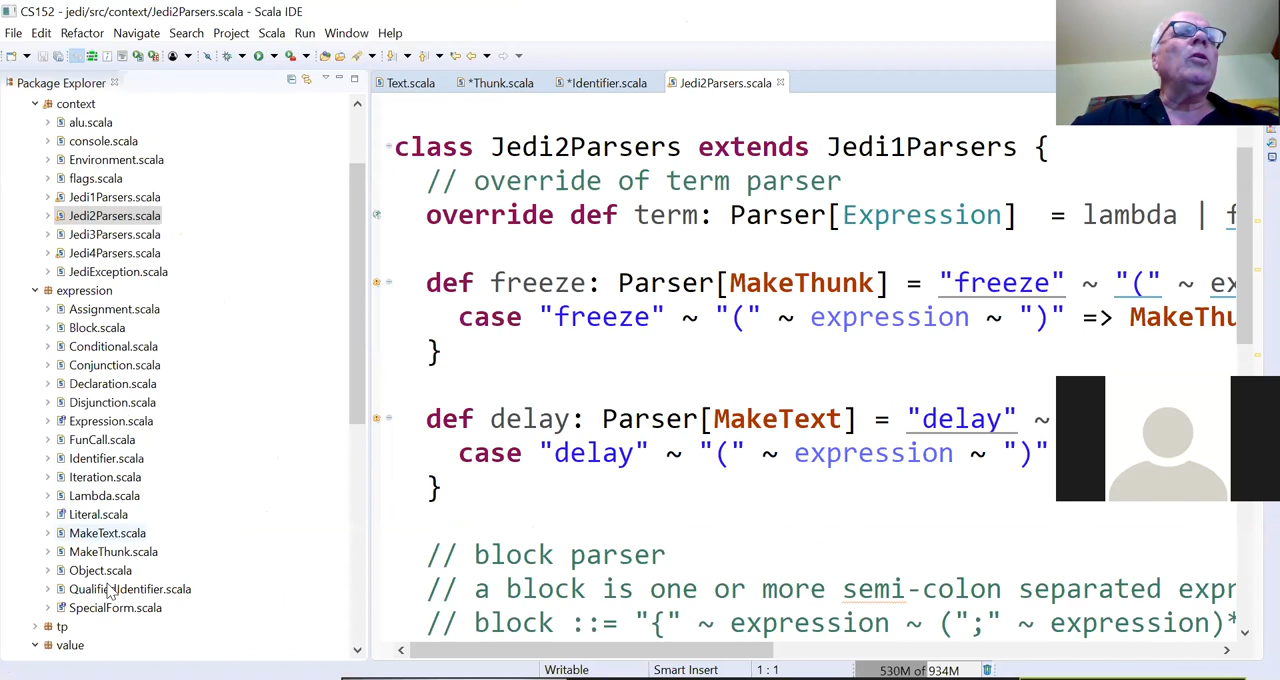 CS152 - jedi/src/context/Jedi2Parsers.scala - Scala IDE
File Edit Refactor Navigate Search Project Scala Run Window Help
Package Explorer
context
alu.scala
console.scala
Environment.scala
flags.scala
Jedi1Parsers.scala
Jedi2Parsers.scala
Jedi3Parsers.scala
Jedi4Parsers.scala
JediException.scala
expression
Assignment.scala
Block.scala
Conditional.scala
Conjunction.scala
Declaration.scala
Disjunction.scala
Expression.scala
FunCall.scala
Identifier.scala
Iteration.scala
Lambda.scala
Literal.scala
MakeText.scala
MakeThunk.scala
Object.scala
QualifiedIdentifier.scala
SpecialForm.scala
tp
value
Text.scala *Thunk.scala *Identifier.scala Jedi2Parsers.scala
class Jedi2Parsers extends Jedi1Parsers {
// override of term parser
override def term: Parser[Expression] = lambda | f
def freeze: Parser[MakeThunk] = "freeze" ~ "(" ~ ex
case "freeze" ~ "(" ~ expression ~ ")" => MakeThu
}
def delay: Parser[MakeText] = "delay" ~
case "delay" ~ "(" ~ expression ~ ")"
}
// block parser
// a block is one or more semi-colon separated expr
// block ::= "{" ~ expression ~ (";" ~ expression)*
Writable Smart Insert 1 : 1 530M of 934M